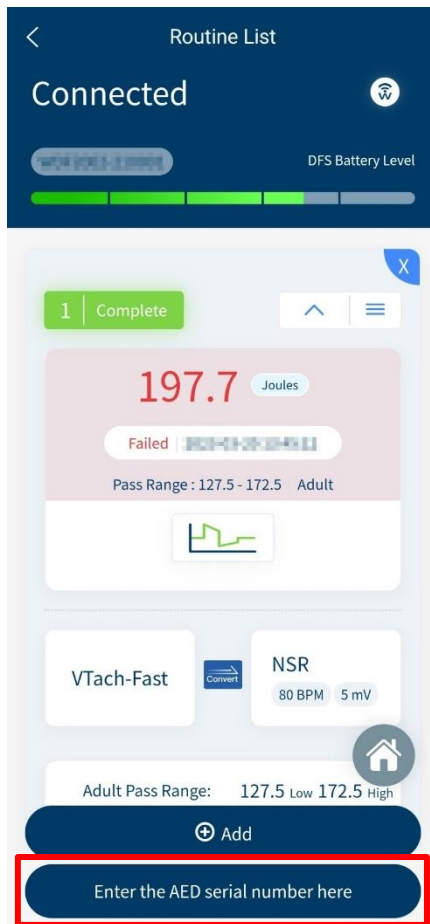 Routine List
Connected
DFS Battery Level
X
1 Complete
197.7 Joules
Failed
Pass Range : 127.5 - 172.5 Adult
VTach-Fast Convert NSR
80 BPM 5 mV
Adult Pass Range: 127.5 Low 172.5 High
Add
Enter the AED serial number here